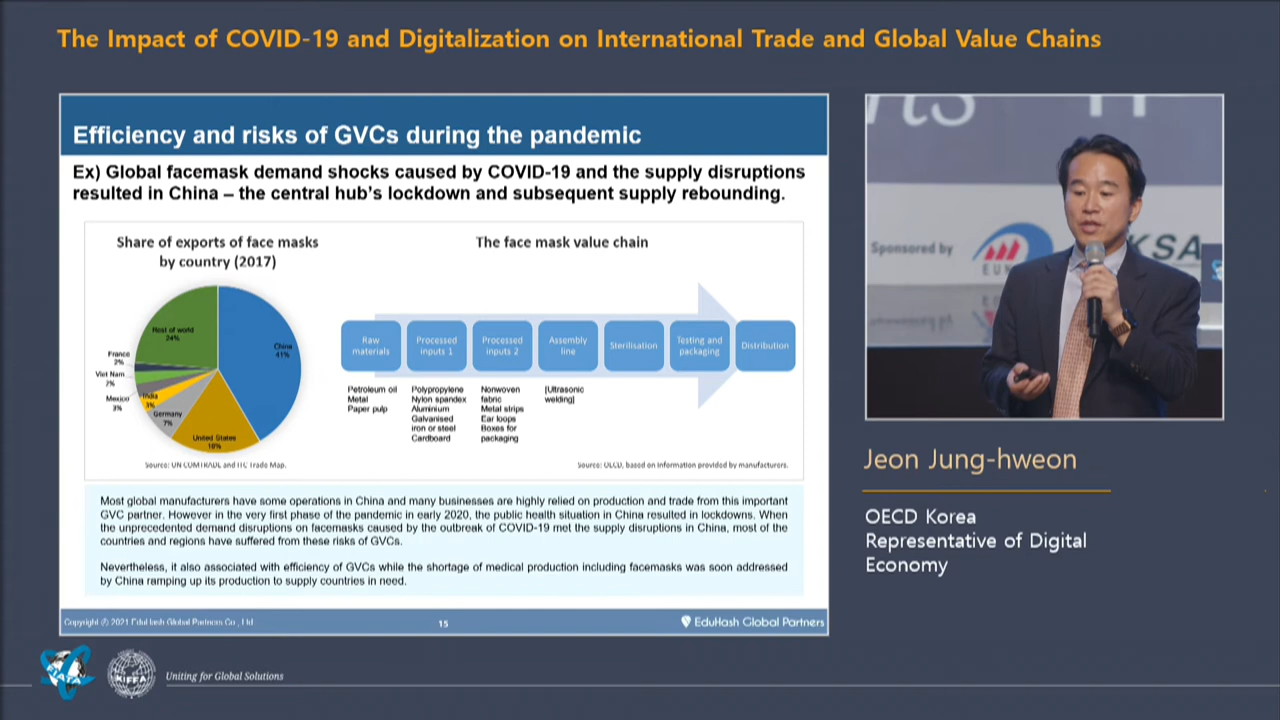 The Impact of COVID-19 and Digitalization on International Trade and Global Value Chains
Efficiency and risks of GVCs during the pandemic
Ex) Global facemask demand shocks caused by COVID-19 and the supply disruptions
resulted in China – the central hub's lockdown and subsequent supply rebounding.
Share of exports of face masks
by country (2017)
Rest of world
24%
China
41%
France
2%
Viet Nam
7%
Mexico
3%
India
3%
Germany
7%
United States
Source: UN COMTRADE and ITC Trade Map.
The face mask value chain
Raw
materials
Processed
inputs 1
Processed
inputs 2
Assembly
line
Sterilisation
Testing and
packaging
Distribution
Petroleum oil
Metal
Paper pulp
Polypropylene
Nylon spandex
Aluminium
Galvanised
iron or steel
Cardboard
Nonwoven
fabric
Metal strips
Ear loops
Boxes for
packaging
[Ultrasonic
welding]
Source: OECD, based on information provided by manufacturers.
Most global manufacturers have some operations in China and many businesses are highly relied on production and trade from this important
GVC partner. However in the very first phase of the pandemic in early 2020, the public health situation in China resulted in lockdowns. When
the unprecedented demand disruptions on facemasks caused by the outbreak of COVID-19 met the supply disruptions in China, most of the
countries and regions have suffered from these risks of GVCs.
Nevertheless, it also associated with efficiency of GVCs while the shortage of medical production including facemasks was soon addressed
by China ramping up its production to supply countries in need.
Copyright ⓒ 2021 EduHash Global Partners Co., Ltd
15
EduHash Global Partners
Sponsored by
KSA
Jeon Jung-hweon
OECD Korea
Representative of Digital
Economy
FIATA
KIFFA
Uniting for Global Solutions